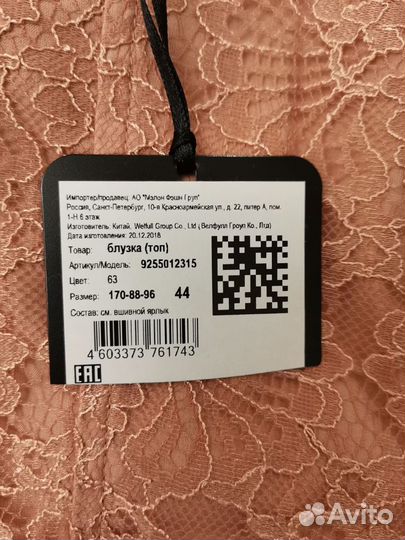 Импортер/продавец: АО "Мэлон Фэшн Груп"
Россия, Санкт-Петербург, 10-я Красноармейская ул., д. 22, литер А, пом.
1-Н 6 этаж
Изготовитель: Китай, Welfull Group Co., Ltd (Велфулл Гроуп Ко., Лтд)
Дата изготовления: 20.12.2018
Товар: блузка (топ)
Артикул/Модель: 9255012315
Цвет: 63
Размер: 170-88-96 44
Состав: см. вшивной ярлык
4 603373 761743
EAC
Avito